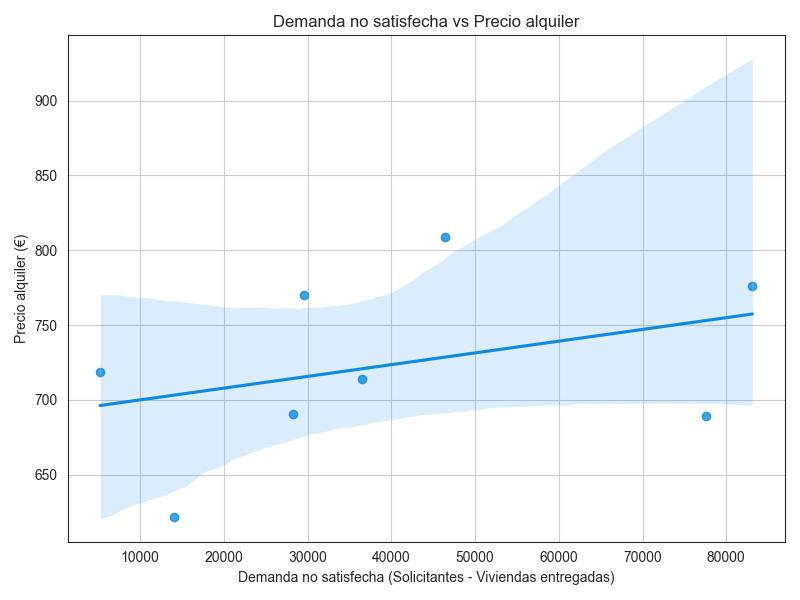 Demanda no satisfecha vs Precio alquiler
900
850
800
750
700
650
Precio alquiler (€)
10000 20000 30000 40000 50000 60000 70000 80000
Demanda no satisfecha (Solicitantes - Viviendas entregadas)